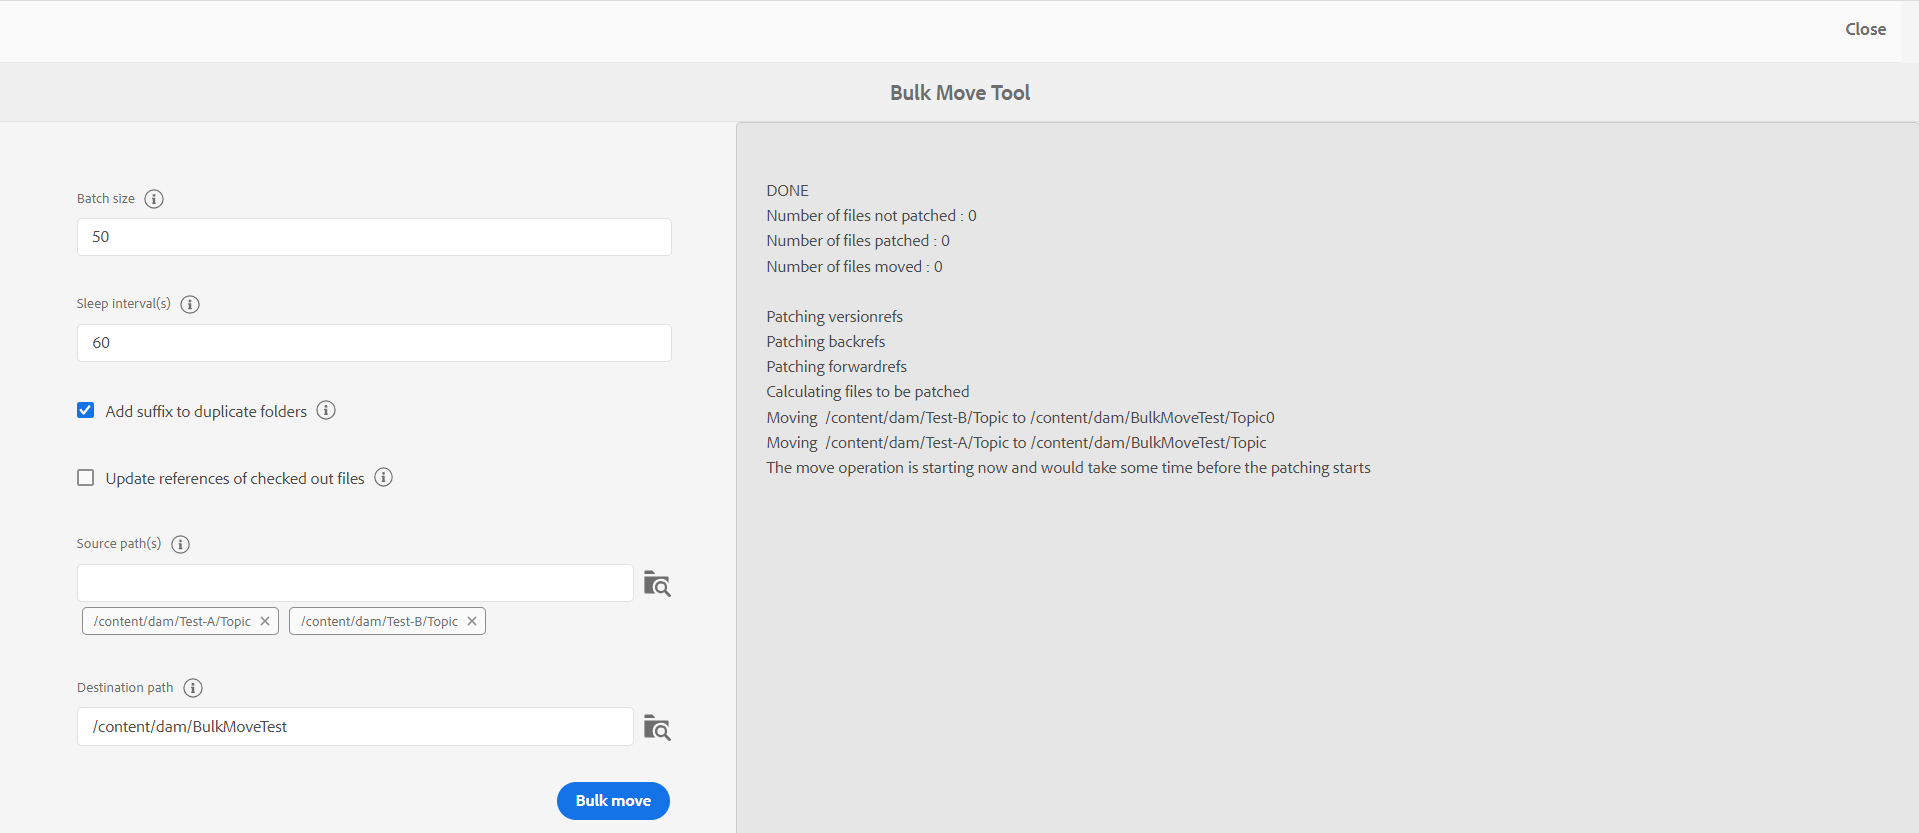 Close
Bulk Move Tool
Batch size
50
Sleep interval(s)
60
Add suffix to duplicate folders
Update references of checked out files
Source path(s)
/content/dam/Test-A/Topic
/content/dam/Test-B/Topic
Destination path
/content/dam/BulkMoveTest
Bulk move
DONE
Number of files not patched : 0
Number of files patched : 0
Number of files moved : 0
Patching versionrefs
Patching backrefs
Patching forwardrefs
Calculating files to be patched
Moving  /content/dam/Test-B/Topic to /content/dam/BulkMoveTest/Topic0
Moving  /content/dam/Test-A/Topic to /content/dam/BulkMoveTest/Topic
The move operation is starting now and would take some time before the patching starts